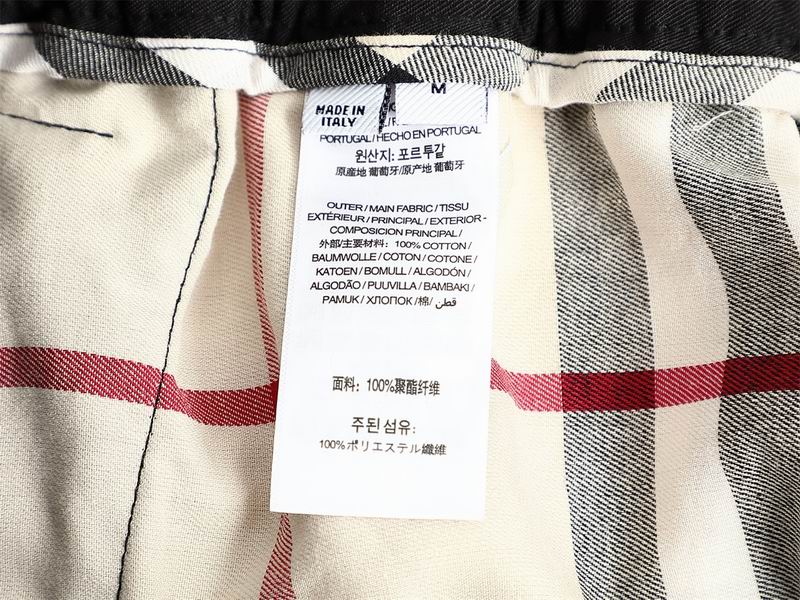 M
MADE IN
ITALY
PORTUGAL/HECHO EN PORTUGAL
원산지: 포르투갈
原産地 葡萄牙/原产地 葡萄牙
OUTER / MAIN FABRIC / TISSU
EXTÉRIEUR / PRINCIPAL / EXTERIOR -
COMPOSICION PRINCIPAL /
外部/主要材料: 100% COTTON /
BAUMWOLLE / COTON / COTONE /
KATOEN / BOMULL / ALGODÓN /
ALGODÃO / PUUVILLA / BAMBAKI /
PAMUK / ХЛОПОК /棉/ قطن
面料: 100%聚酯纤维
주된 섬유:
100%ポリエステル繊維